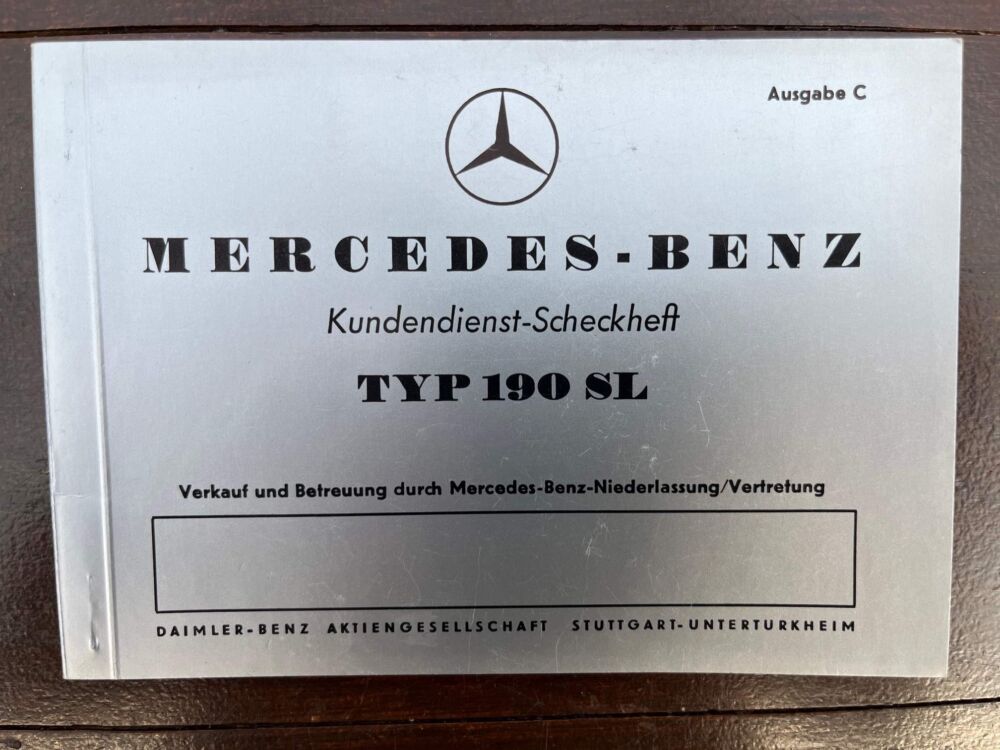 Ausgabe C
MERCEDES-BENZ
Kundendienst-Scheckheft
TYP 190 SL
Verkauf und Betreuung durch Mercedes-Benz-Niederlassung/Vertretung
DAIMLER-BENZ AKTIENGESELLSCHAFT STUTTGART-UNTERTURKHEIM